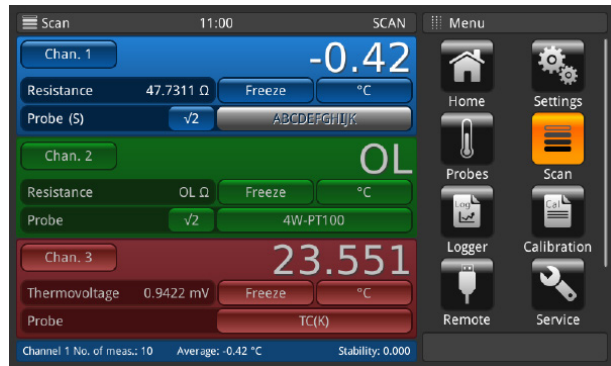 Scan 11:00 SCAN
Chan. 1 -0.42
Resistance 47.7311 Ω Freeze °C
Probe (S) √2 ABCDEFGHIJK
Chan. 2 OL
Resistance OL Ω Freeze °C
Probe √2 4W-PT100
Chan. 3 23.551
Thermovoltage 0.9422 mV Freeze °C
Probe TC(K)
Channel 1 No. of meas.: 10 Average: -0.42 °C Stability: 0.000
Menu
Home Settings
Probes Scan
Log Cal
Logger Calibration
Remote Service